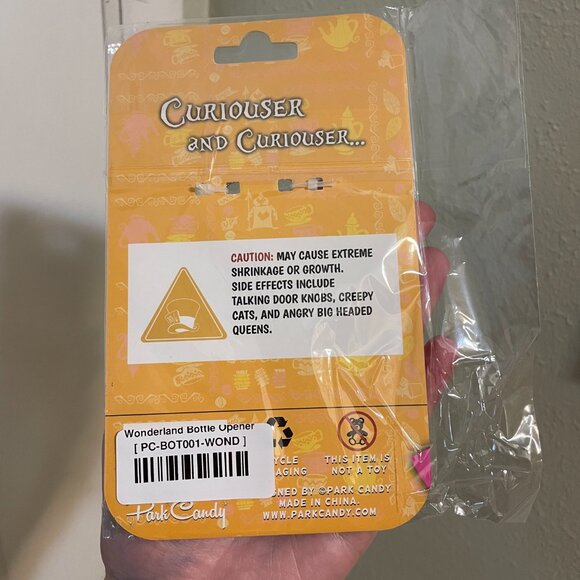 Curiouser
and Curiouser...
CAUTION: MAY CAUSE EXTREME
SHRINKAGE OR GROWTH.
SIDE EFFECTS INCLUDE
TALKING DOOR KNOBS, CREEPY
CATS, AND ANGRY BIG HEADED
QUEENS.
Wonderland Bottle Opener
[ PC-BOT001-WOND ]
THIS ITEM IS
NOT A TOY
©PARK CANDY
MADE IN CHINA.
Park Candy
WWW.PARKCANDY.COM